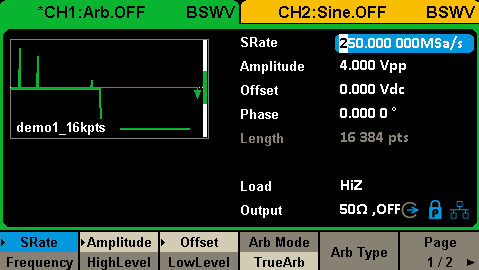 *CH1:Arb.OFF BSWV CH2:Sine.OFF BSWV
SRate 250.000 000MSa/s
Amplitude 4.000 Vpp
Offset 0.000 Vdc
Phase 0.000 0 °
Length 16 384 pts
demo1_16kpts
Load HiZ
Output 50Ω ,OFF
SRate Amplitude Offset Arb Mode Arb Type Page
Frequency HighLevel LowLevel TrueArb 1 / 2 ►